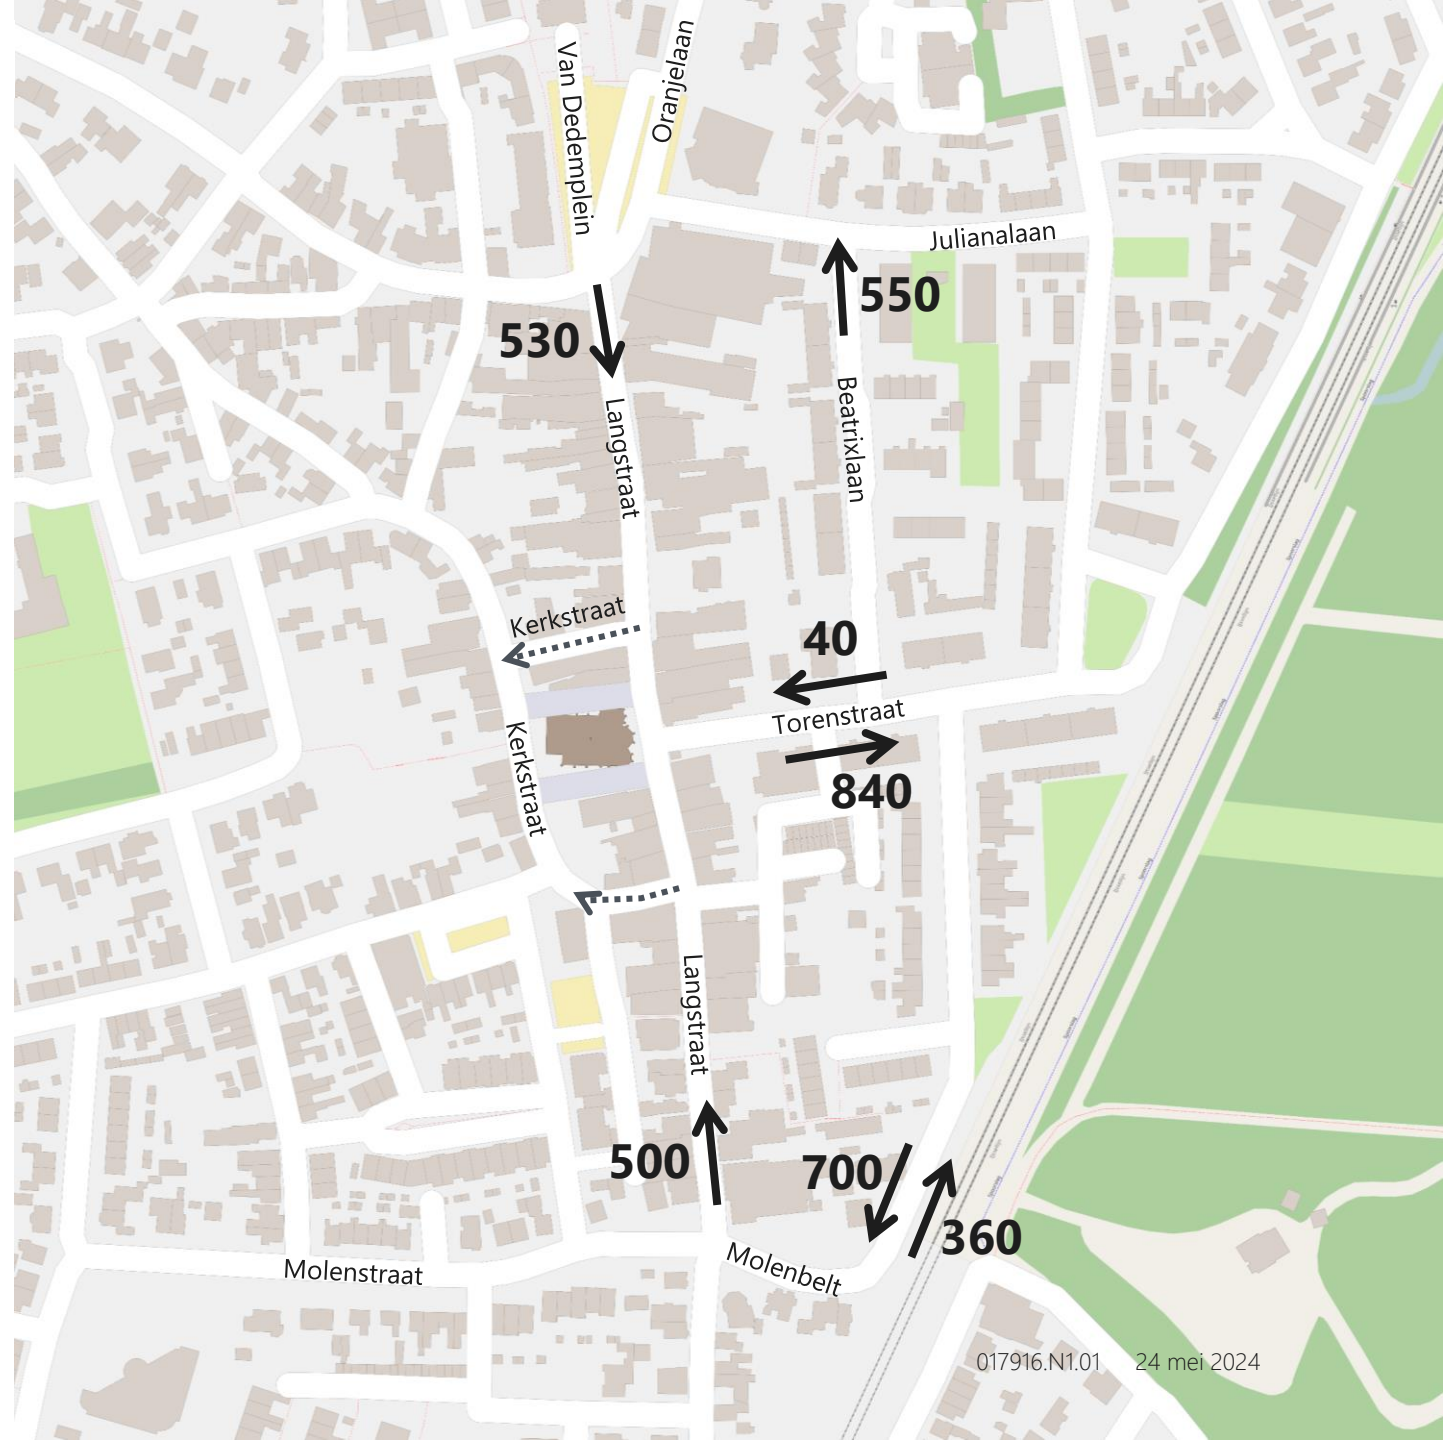 Van Dedemplein
Oranjelaan
Julianalaan
550
530
Langstraat
Beatrixlaan
Kerkstraat
40
Torenstraat
Kerkstraat
840
Langstraat
500
700
360
Molenbelt
Molenstraat
017916.N1.01 24 mei 2024